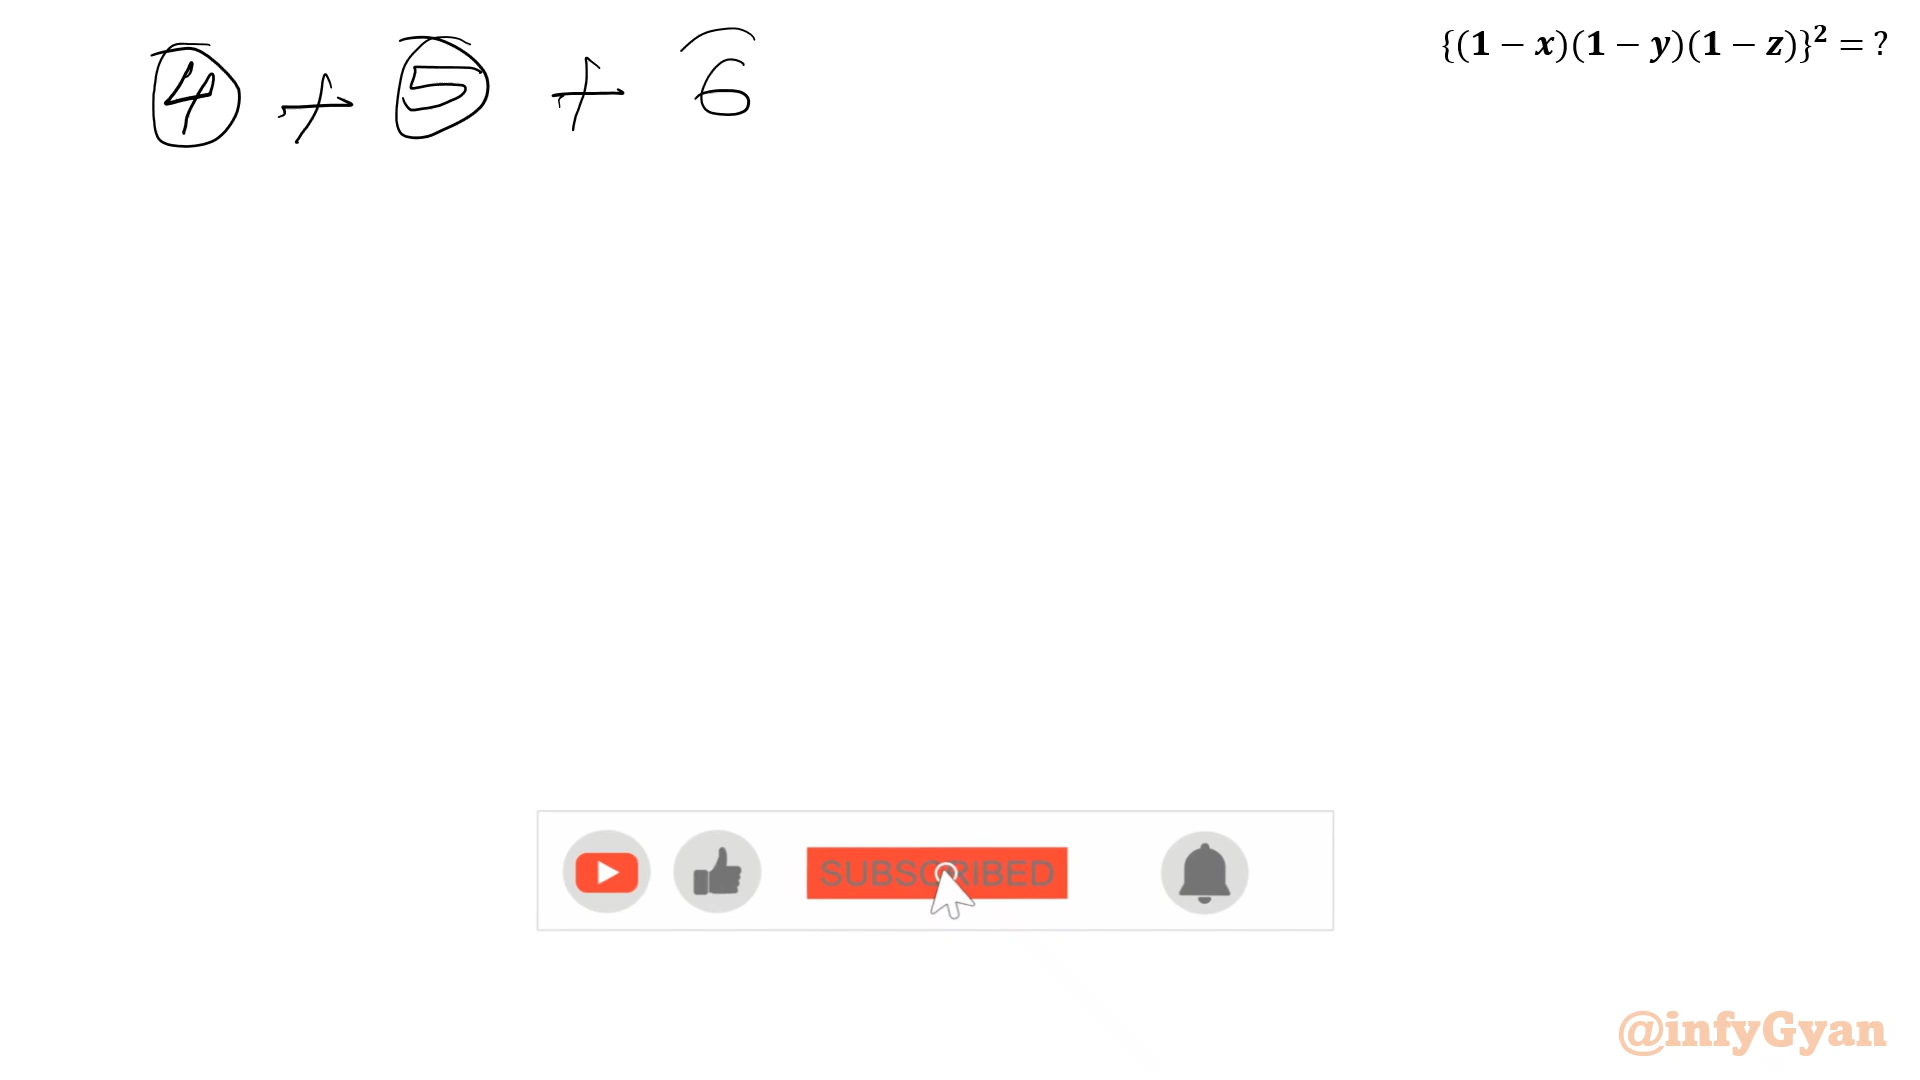 4 + 5 + 6
{(1 − x)(1 − y)(1 − z)}² = ?
SUBSCRIBED
@infyGyan